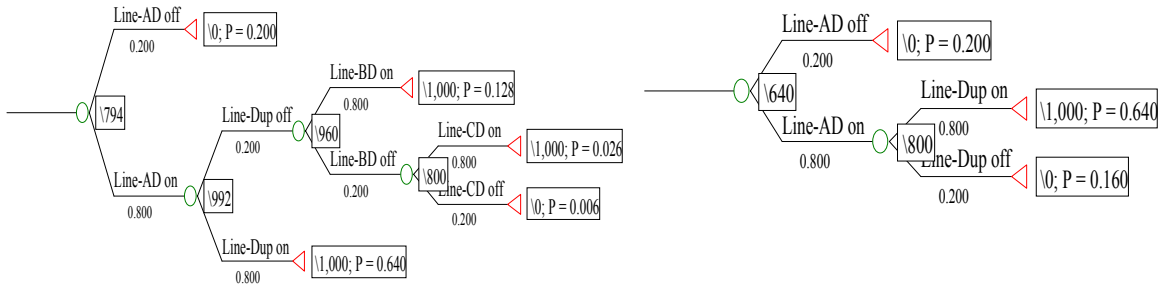 Line-AD off
0.200
\0; P = 0.200
\794
Line-AD on
0.800
\992
Line-Dup off
0.200
\960
Line-BD on
0.800
\1,000; P = 0.128
Line-BD off
0.200
\800
Line-CD on
0.800
\1,000; P = 0.026
Line-CD off
0.200
\0; P = 0.006
Line-Dup on
0.800
\1,000; P = 0.640
Line-AD off
0.200
\0; P = 0.200
\640
Line-AD on
0.800
\800
Line-Dup on
0.800
\1,000; P = 0.640
Line-Dup off
0.200
\0; P = 0.160